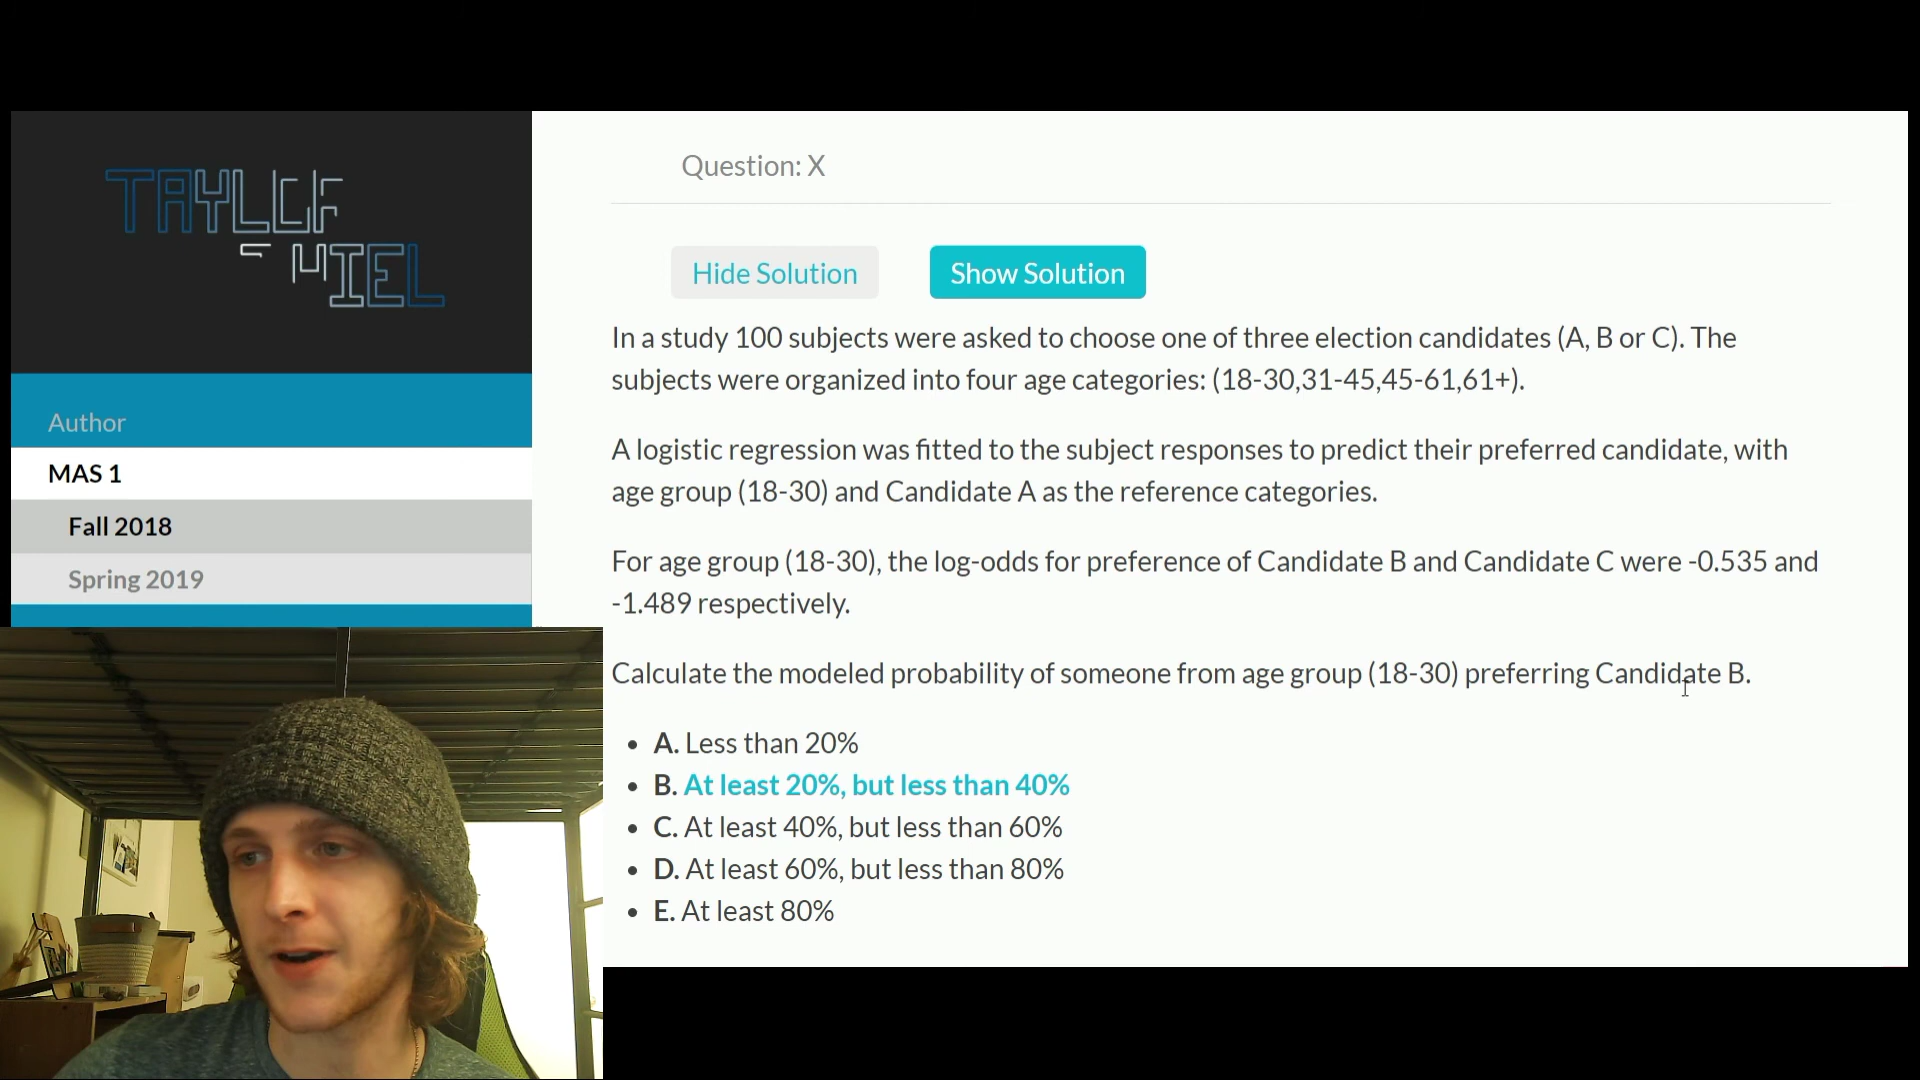 Question: X
Hide Solution
Show Solution
In a study 100 subjects were asked to choose one of three election candidates (A, B or C). The
subjects were organized into four age categories: (18-30,31-45,45-61,61+).
A logistic regression was fitted to the subject responses to predict their preferred candidate, with
age group (18-30) and Candidate A as the reference categories.
For age group (18-30), the log-odds for preference of Candidate B and Candidate C were -0.535 and
-1.489 respectively.
Calculate the modeled probability of someone from age group (18-30) preferring Candidate B.
A. Less than 20%
B. At least 20%, but less than 40%
C. At least 40%, but less than 60%
D. At least 60%, but less than 80%
E. At least 80%
Author
MAS 1
Fall 2018
Spring 2019